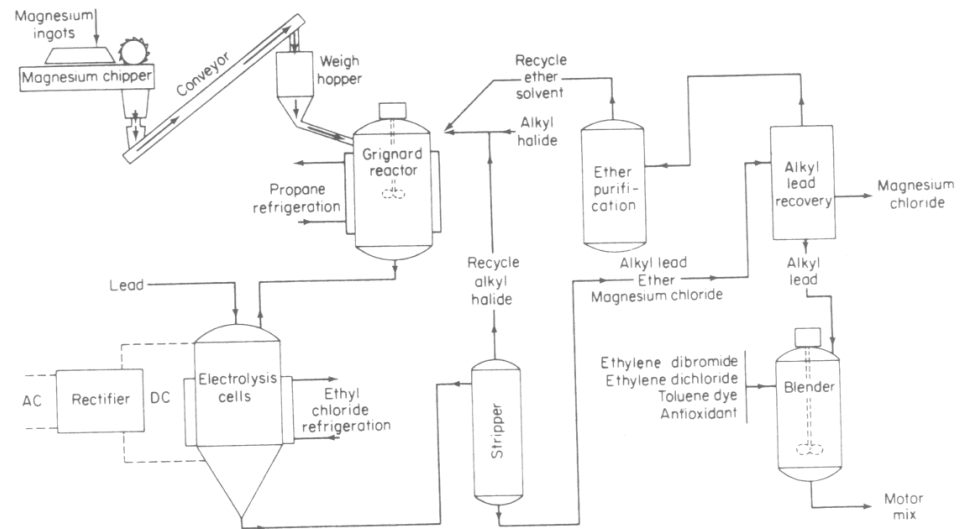 Magnesium
ingots
Magnesium chipper
Conveyor
Weigh
hopper
Recycle
ether
solvent
Alkyl
halide
Grignard
reactor
Propane
refrigeration
Ether
purifi-
cation
Alkyl
lead
recovery
Magnesium
chloride
Recycle
alkyl
halide
Alkyl lead
Ether
Magnesium chloride
Alkyl
lead
Lead
AC
Rectifier
DC
Electrolysis
cells
Ethyl
chloride
refrigeration
Stripper
Ethylene dibromide
Ethylene dichloride
Toluene dye
Antioxidant
Blender
Motor
mix